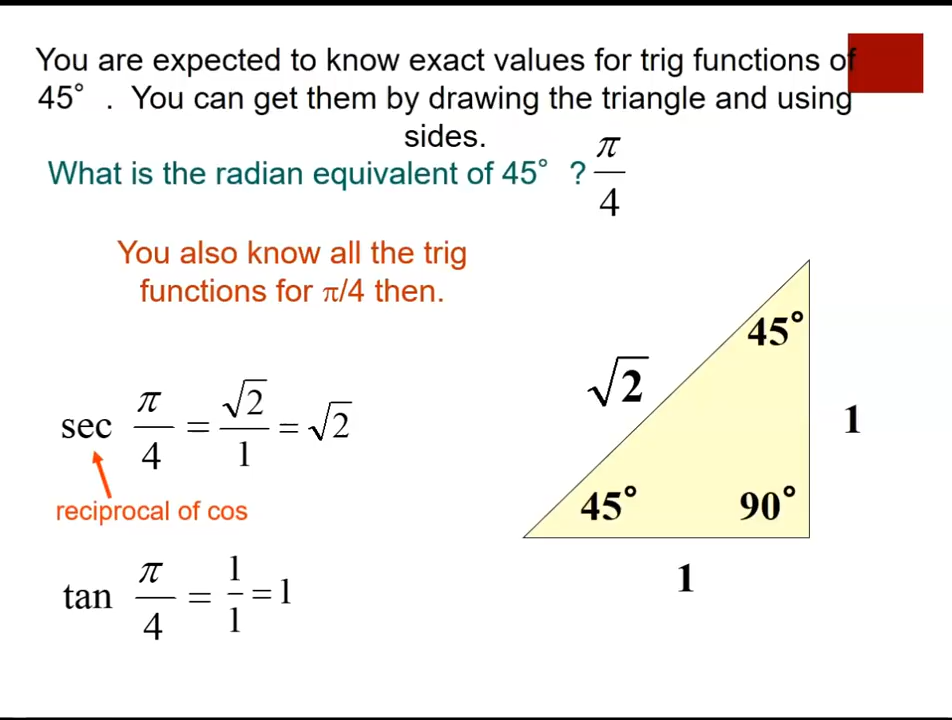 You are expected to know exact values for trig functions of
45° . You can get them by drawing the triangle and using
sides.
What is the radian equivalent of 45° ? π/4
You also know all the trig
functions for π/4 then.
sec π/4 = √2/1 = √2
reciprocal of cos
tan π/4 = 1/1 = 1
45°
√2
1
45°
90°
1